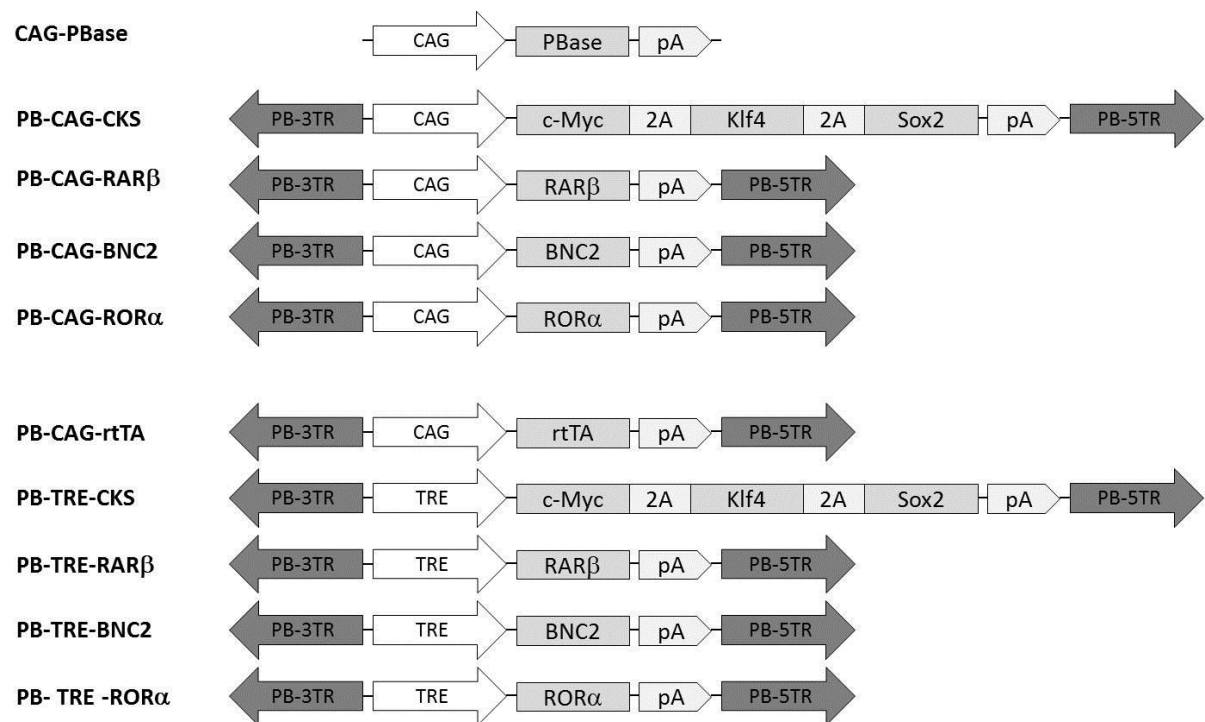 CAG-PBase CAG PBase pA
PB-CAG-CKS PB-3TR CAG c-Myc 2A Klf4 2A Sox2 pA PB-5TR
PB-CAG-RARβ PB-3TR CAG RARβ pA PB-5TR
PB-CAG-BNC2 PB-3TR CAG BNC2 pA PB-5TR
PB-CAG-RORα PB-3TR CAG RORα pA PB-5TR
PB-CAG-rtTA PB-3TR CAG rtTA pA PB-5TR
PB-TRE-CKS PB-3TR TRE c-Myc 2A Klf4 2A Sox2 pA PB-5TR
PB-TRE-RARβ PB-3TR TRE RARβ pA PB-5TR
PB-TRE-BNC2 PB-3TR TRE BNC2 pA PB-5TR
PB- TRE -RORα PB-3TR TRE RORα pA PB-5TR